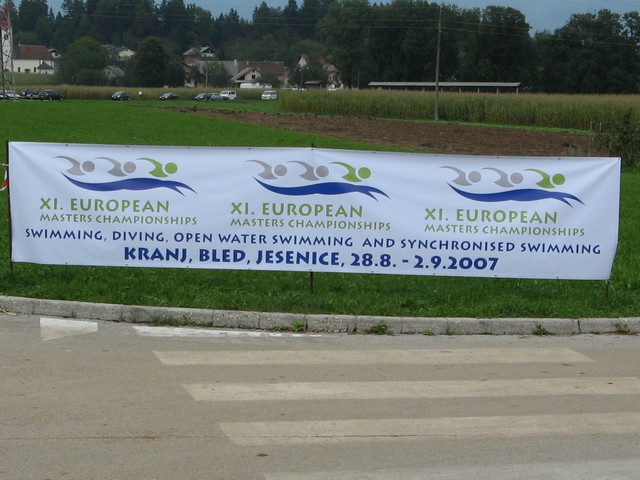 XI. EUROPEAN
MASTERS CHAMPIONSHIPS
XI. EUROPEAN
MASTERS CHAMPIONSHIPS
XI. EUROPEAN
MASTERS CHAMPIONSHIPS
SWIMMING, DIVING, OPEN WATER SWIMMING AND SYNCHRONISED SWIMMING
KRANJ, BLED, JESENICE, 28.8. - 2.9.2007